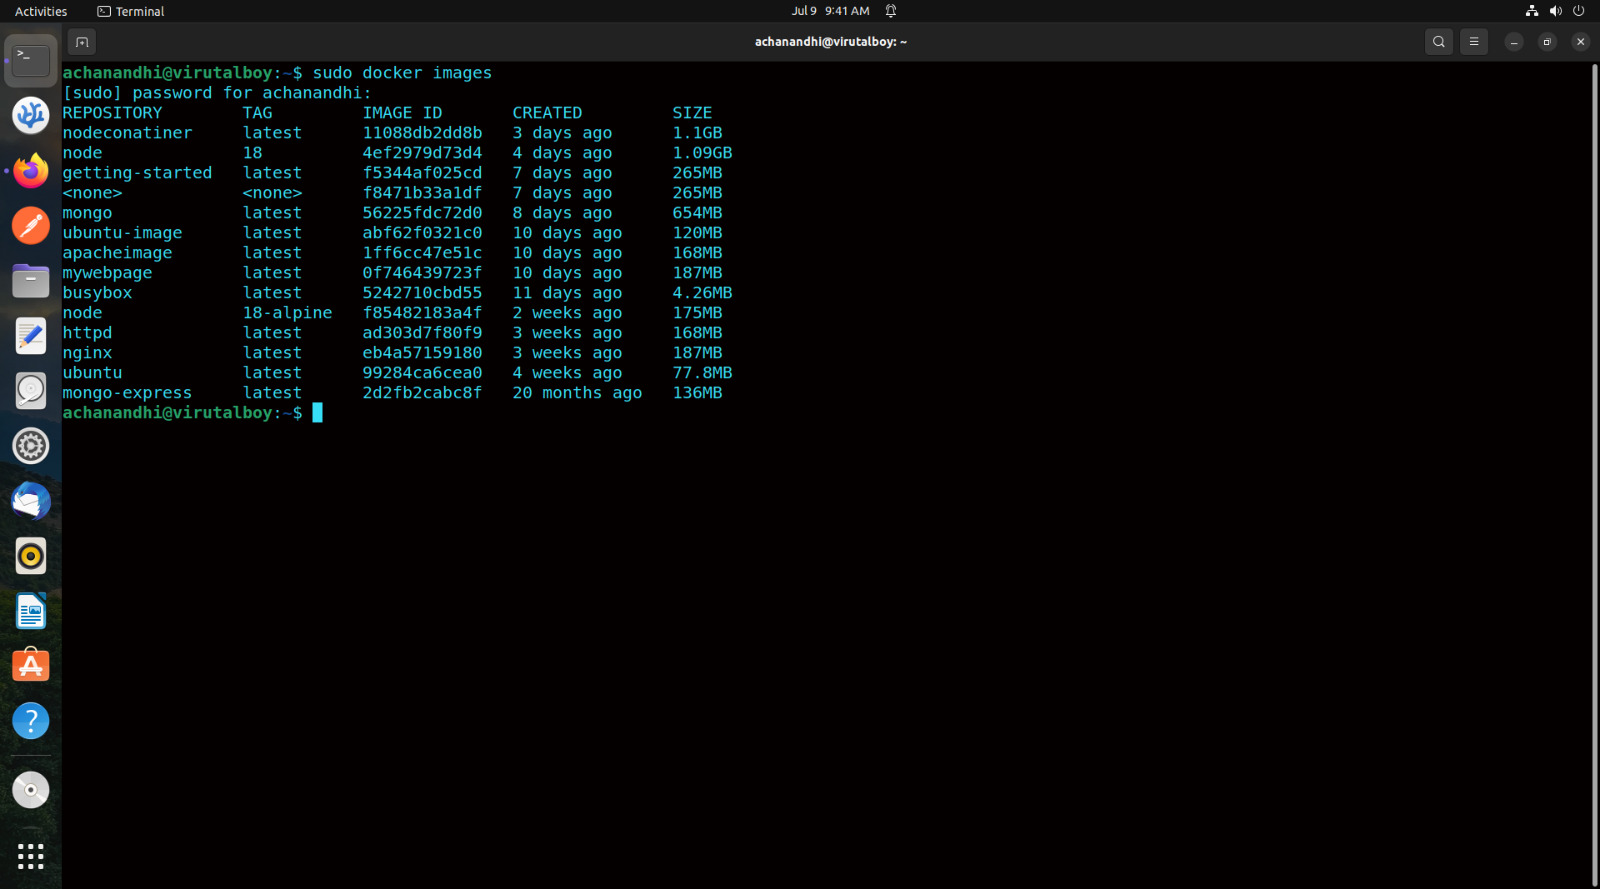 Activities Terminal Jul 9 9:41 AM
achanandhi@virutalboy: ~
achanandhi@virutalboy:~$ sudo docker images
[sudo] password for achanandhi:
REPOSITORY TAG IMAGE ID CREATED SIZE
nodeconatiner latest 11088db2dd8b 3 days ago 1.1GB
node 18 4ef2979d73d4 4 days ago 1.09GB
getting-started latest f5344af025cd 7 days ago 265MB
<none> <none> f8471b33a1df 7 days ago 265MB
mongo latest 56225fdc72d0 8 days ago 654MB
ubuntu-image latest abf62f0321c0 10 days ago 120MB
apacheimage latest 1ff6cc47e51c 10 days ago 168MB
mywebpage latest 0f746439723f 10 days ago 187MB
busybox latest 5242710cbd55 11 days ago 4.26MB
node 18-alpine f85482183a4f 2 weeks ago 175MB
httpd latest ad303d7f80f9 3 weeks ago 168MB
nginx latest eb4a57159180 3 weeks ago 187MB
ubuntu latest 99284ca6cea0 4 weeks ago 77.8MB
mongo-express latest 2d2fb2cabc8f 20 months ago 136MB
achanandhi@virutalboy:~$